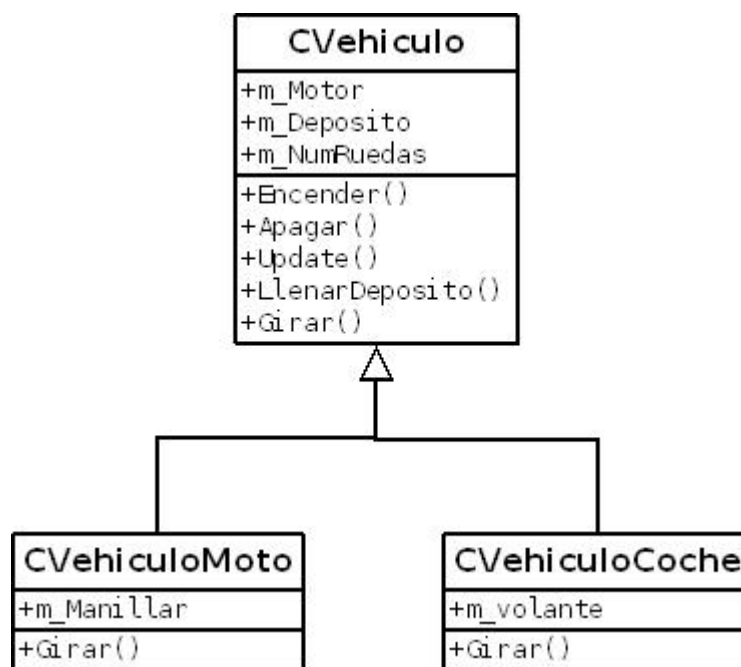 CVehiculo
+m_Motor
+m_Deposito
+m_NumRuedas
+Encender()
+Apagar()
+Update()
+LlenarDeposito()
+Girar()
CVehiculoMoto
+m_Manillar
+Girar()
CVehiculoCoche
+m_volante
+Girar()